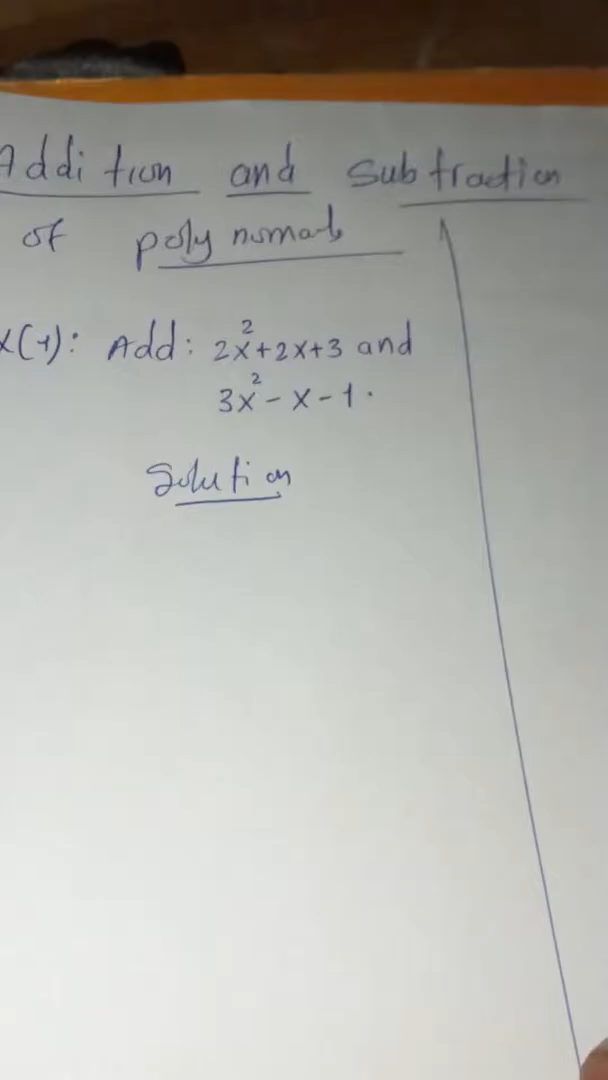 Addition and Subtraction
of polynomals
x(1): Add: 2x²+2x+3 and
3x² - x - 1.
Solution